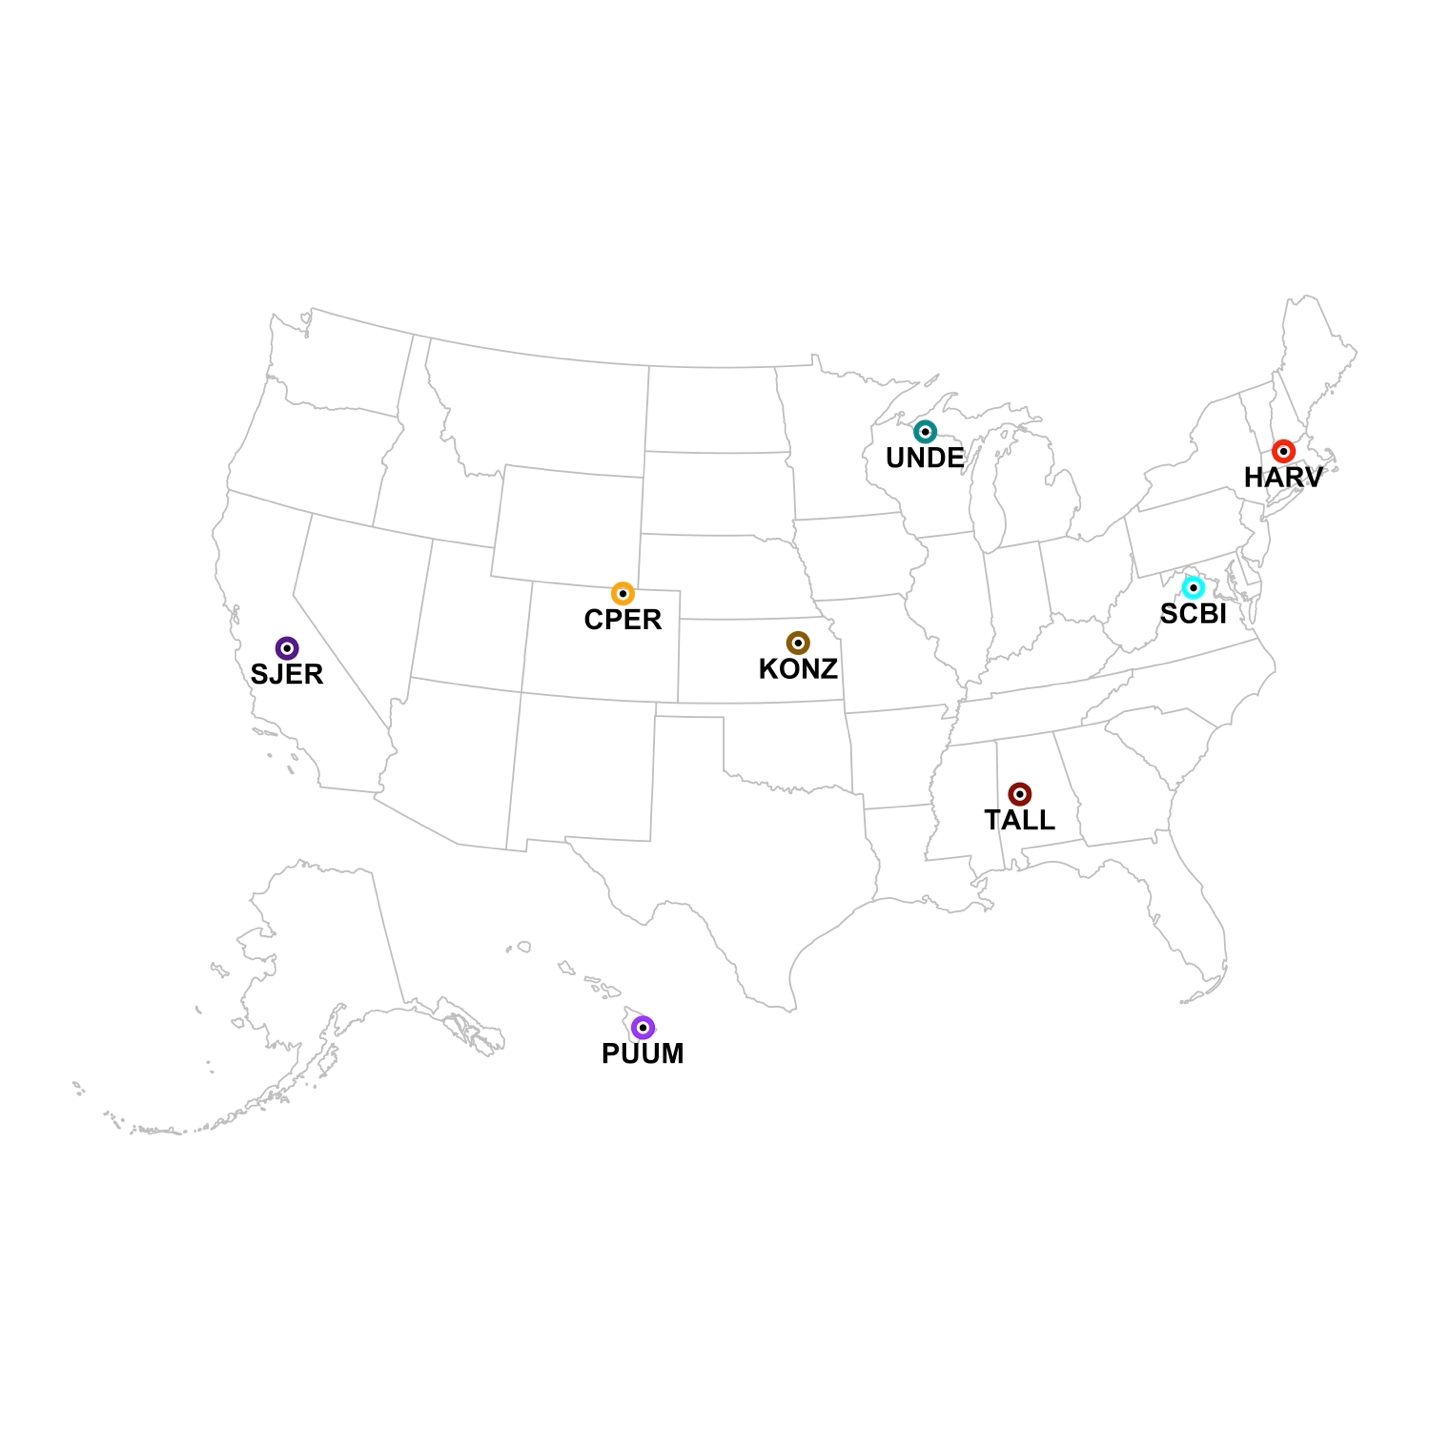 UNDE
HARV
CPER
SCBI
SJER
KONZ
TALL
PUUM